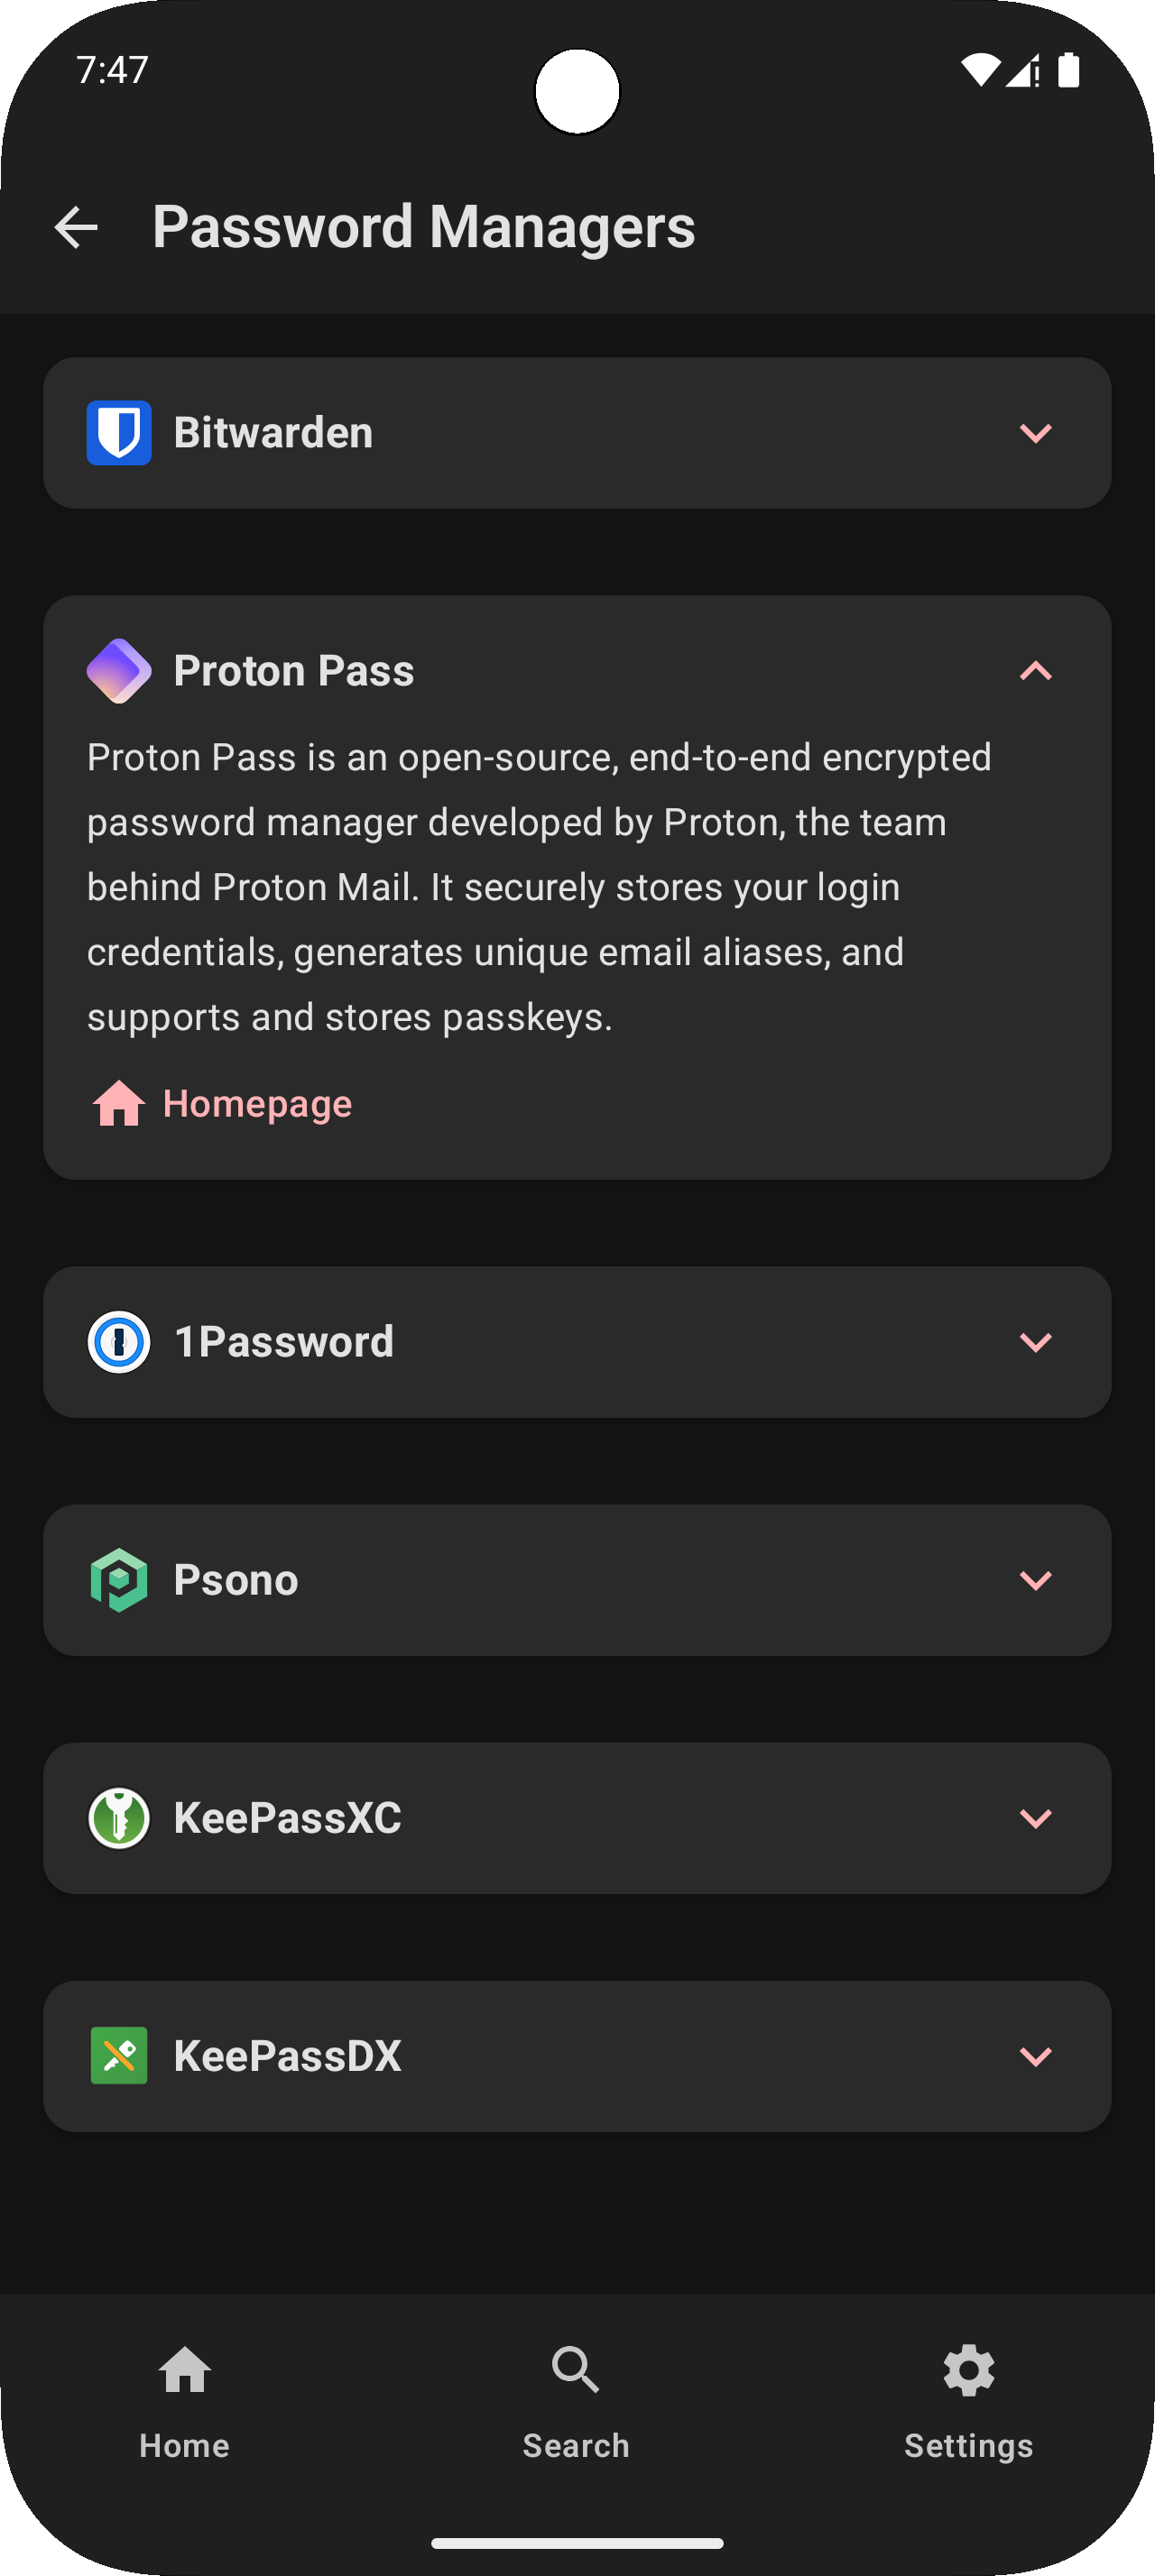 7:47
Password Managers
Bitwarden
Proton Pass
Proton Pass is an open-source, end-to-end encrypted
password manager developed by Proton, the team
behind Proton Mail. It securely stores your login
credentials, generates unique email aliases, and
supports and stores passkeys.
Homepage
1Password
Psono
KeePassXC
KeePassDX
Home
Search
Settings